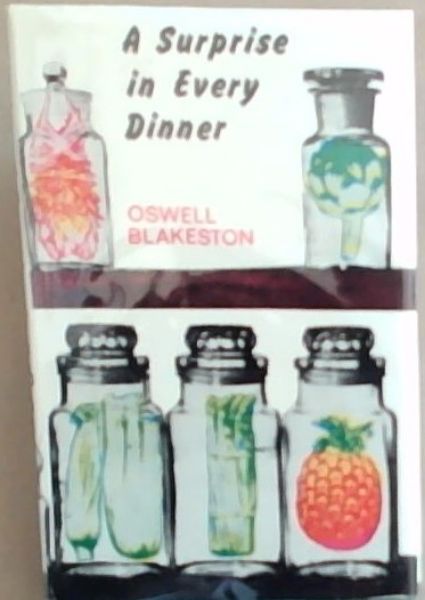 A Surprise
in Every
Dinner
OSWELL
BLAKESTON